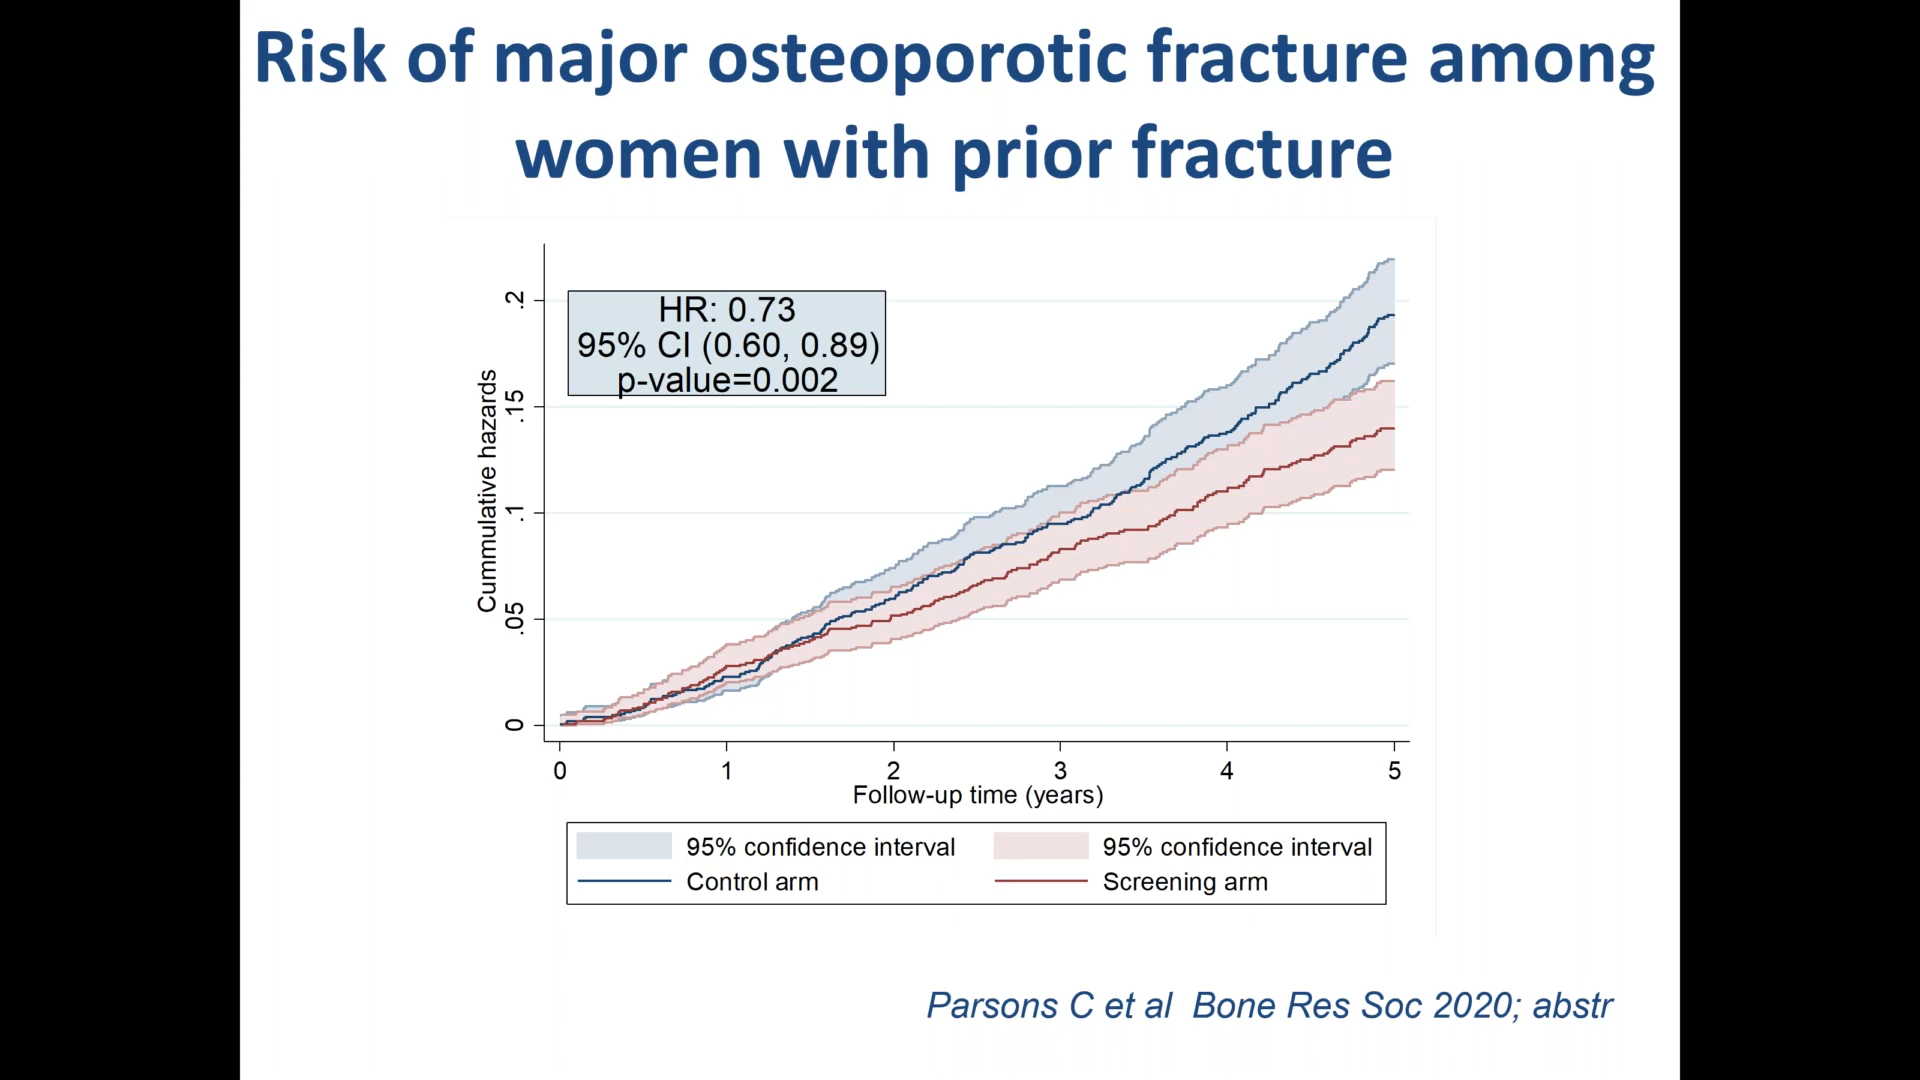 Risk of major osteoporotic fracture among
women with prior fracture
HR: 0.73
95% CI (0.60, 0.89)
p-value=0.002
Cummulative hazards
.2
.15
.1
.05
0
0 1 2 3 4 5
Follow-up time (years)
95% confidence interval 95% confidence interval
Control arm Screening arm
Parsons C et al Bone Res Soc 2020; abstr